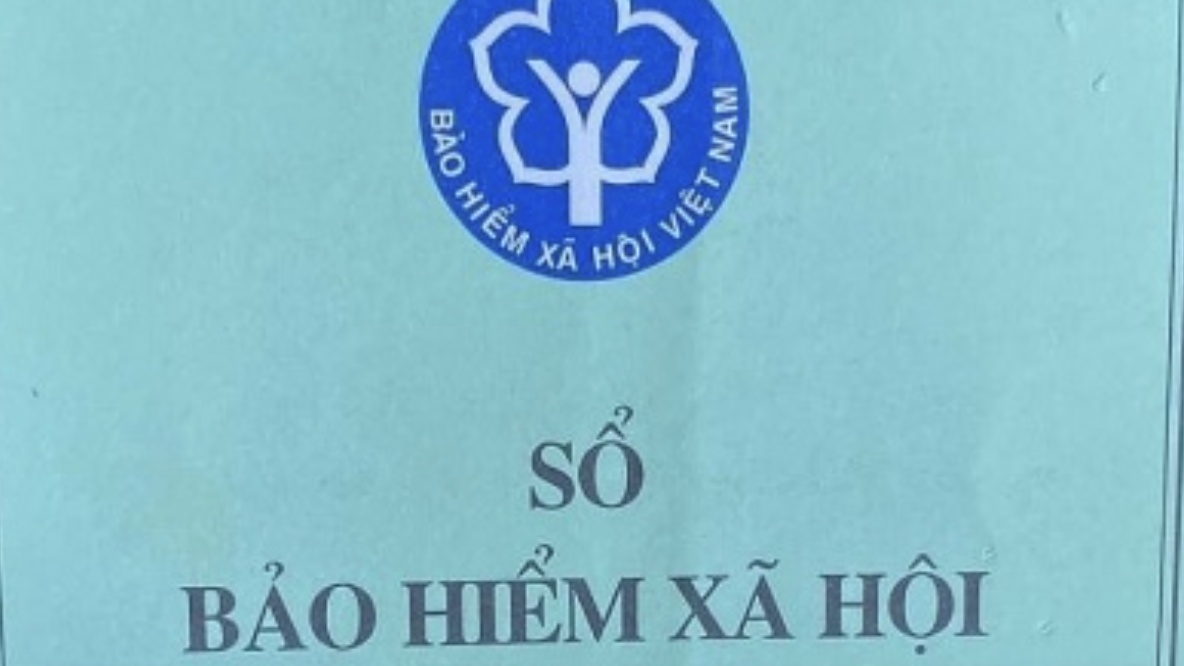 BẢO HIỂM XÃ HỘI VIỆT NAM
SỔ
BẢO HIỂM XÃ HỘI